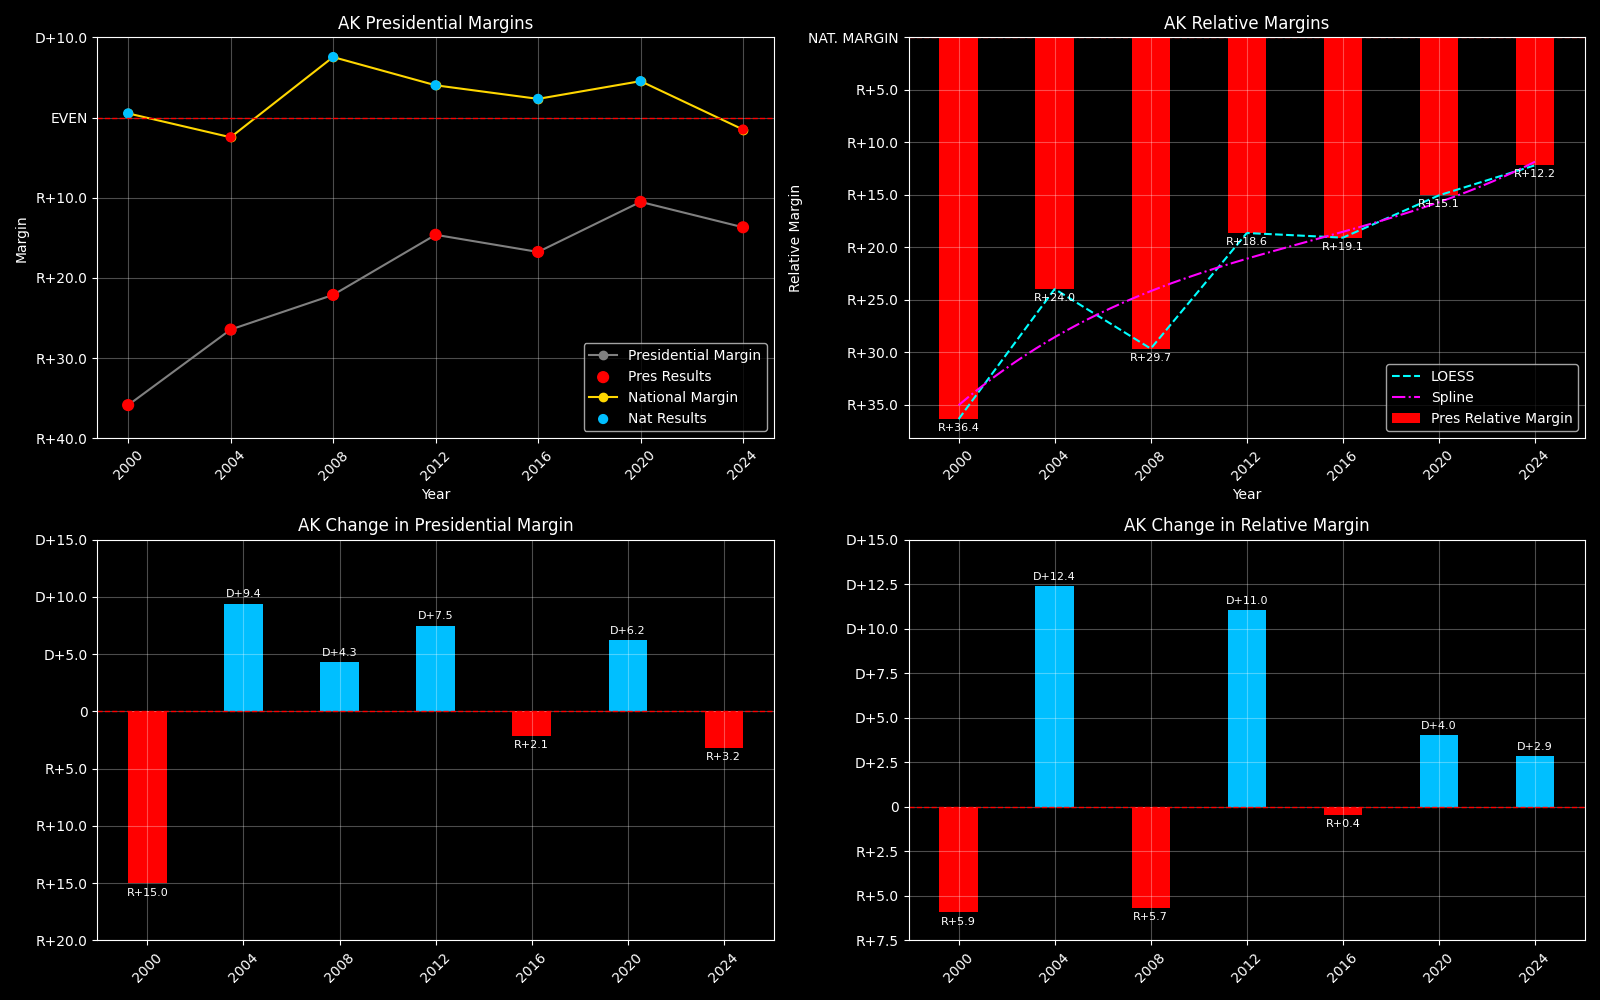 AK Presidential Margins
D+10.0
EVEN
R+10.0
R+20.0
R+30.0
R+40.0
Margin
2000
2004
2008
2012
2016
2020
2024
Year
Presidential Margin
Pres Results
National Margin
Nat Results
AK Relative Margins
NAT. MARGIN
R+5.0
R+10.0
R+15.0
R+20.0
R+25.0
R+30.0
R+35.0
Relative Margin
R+36.4
R+24.0
R+29.7
R+18.6
R+19.1
R+15.1
R+12.2
2000
2004
2008
2012
2016
2020
2024
Year
LOESS
Spline
Pres Relative Margin
AK Change in Presidential Margin
D+15.0
D+10.0
D+5.0
0
R+5.0
R+10.0
R+15.0
R+20.0
R+15.0
D+9.4
D+4.3
D+7.5
R+2.1
D+6.2
R+3.2
2000
2004
2008
2012
2016
2020
2024
AK Change in Relative Margin
D+15.0
D+12.5
D+10.0
D+7.5
D+5.0
D+2.5
0
R+2.5
R+5.0
R+7.5
R+5.9
D+12.4
R+5.7
D+11.0
R+0.4
D+4.0
D+2.9
2000
2004
2008
2012
2016
2020
2024